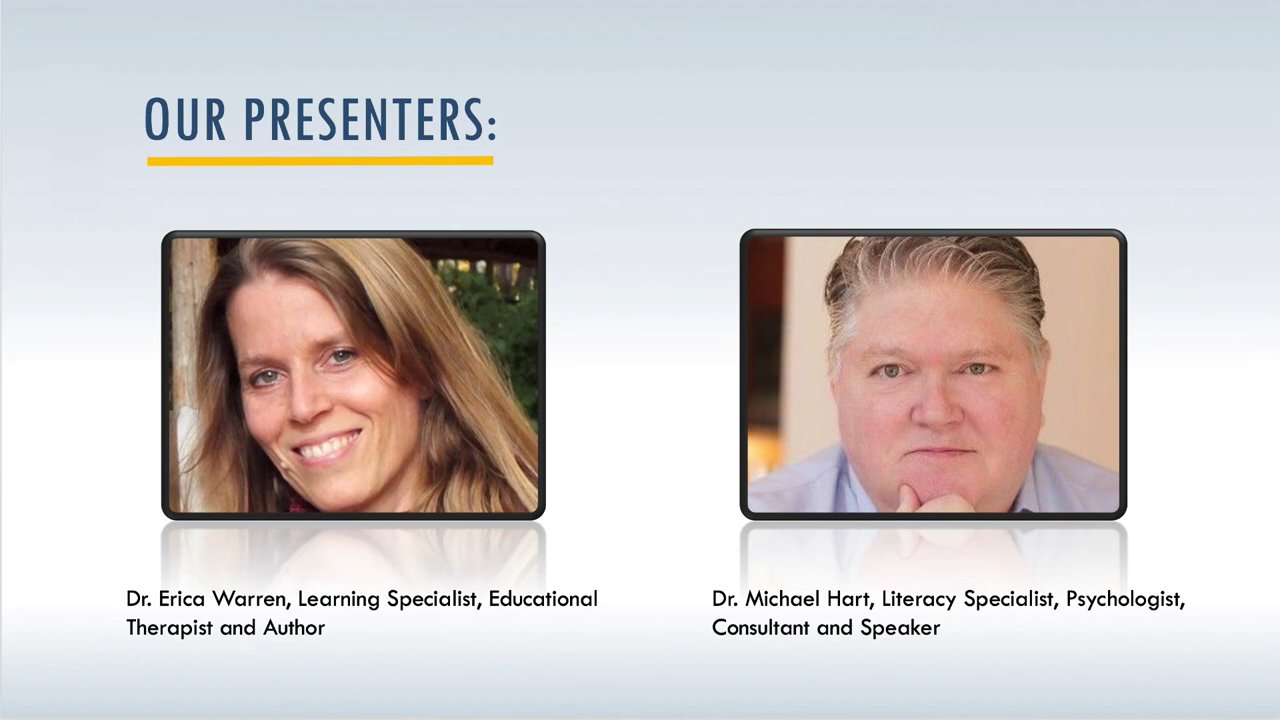 OUR PRESENTERS:
Dr. Erica Warren, Learning Specialist, Educational
Therapist and Author
Dr. Michael Hart, Literacy Specialist, Psychologist,
Consultant and Speaker